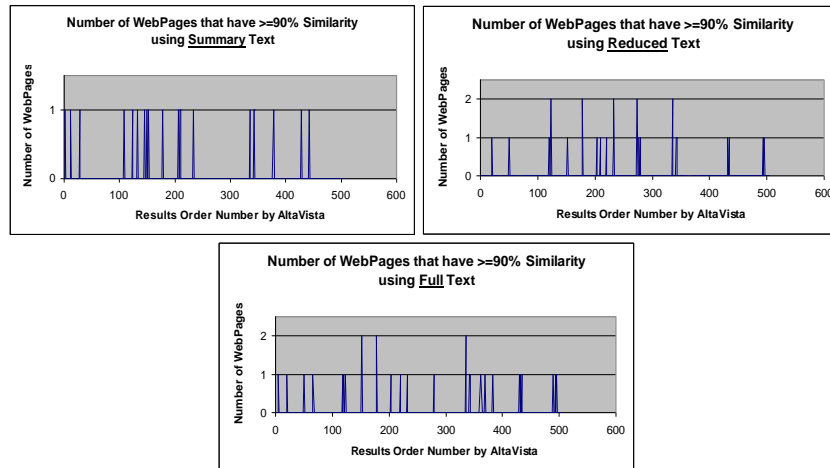 Number of WebPages that have >=90% Similarity
using Summary Text
Number of WebPages
1
0
0 100 200 300 400 500 600
Results Order Number by AltaVista
Number of WebPages that have >=90% Similarity
using Reduced Text
Number of WebPages
2
1
0
0 100 200 300 400 500 600
Results Order Number by AltaVista
Number of WebPages that have >=90% Similarity
using Full Text
Number of WebPages
2
1
0
0 100 200 300 400 500 600
Results Order Number by AltaVista